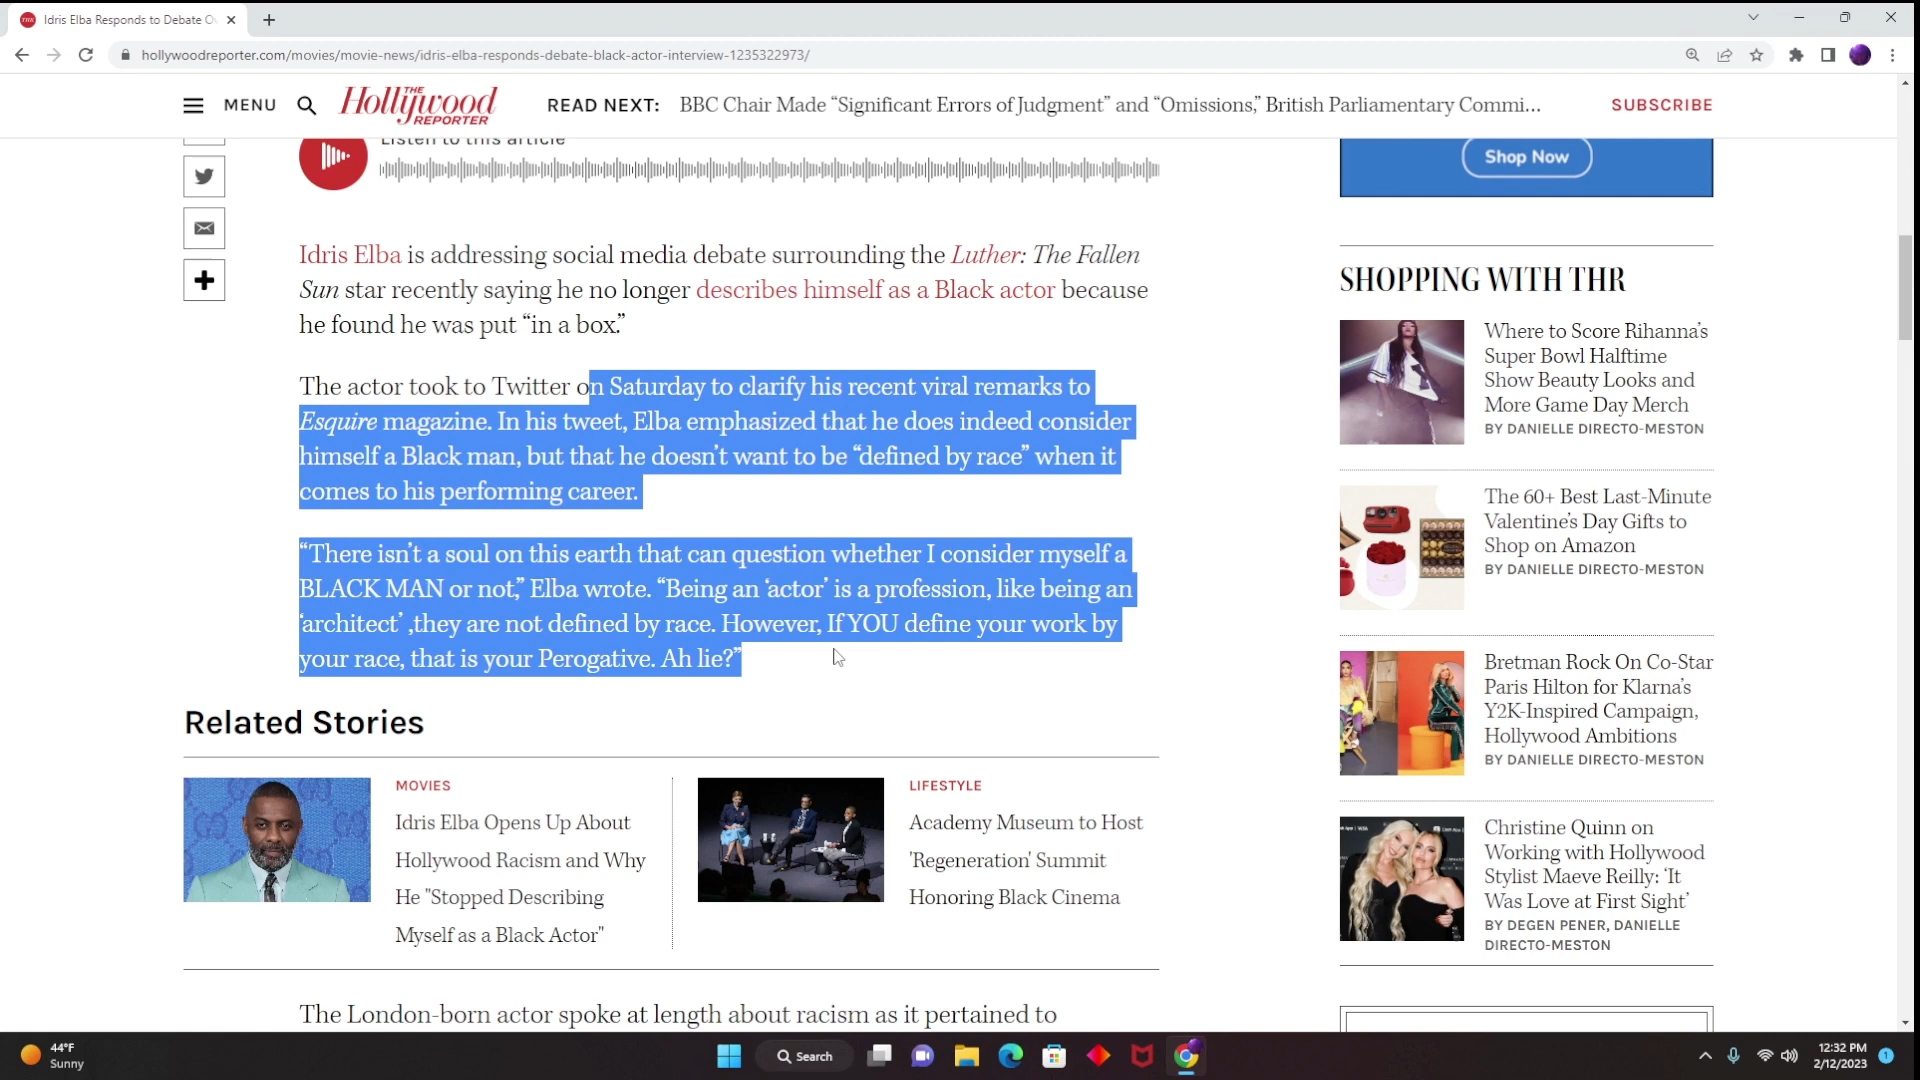 Idris Elba Responds to Debate O
hollywoodreporter.com/movies/movie-news/idris-elba-responds-debate-black-actor-interview-1235322973/
MENU
THE
Hollywood
REPORTER
READ NEXT: BBC Chair Made “Significant Errors of Judgment” and “Omissions,” British Parliamentary Commi...
SUBSCRIBE
Listen to this article
Idris Elba is addressing social media debate surrounding the Luther: The Fallen
Sun star recently saying he no longer describes himself as a Black actor because
he found he was put “in a box.”
The actor took to Twitter on Saturday to clarify his recent viral remarks to
Esquire magazine. In his tweet, Elba emphasized that he does indeed consider
himself a Black man, but that he doesn’t want to be “defined by race” when it
comes to his performing career.
“There isn’t a soul on this earth that can question whether I consider myself a
BLACK MAN or not,” Elba wrote. “Being an ‘actor’ is a profession, like being an
‘architect’ ,they are not defined by race. However, If YOU define your work by
your race, that is your Perogative. Ah lie?”
Related Stories
MOVIES
Idris Elba Opens Up About
Hollywood Racism and Why
He "Stopped Describing
Myself as a Black Actor"
LIFESTYLE
Academy Museum to Host
'Regeneration' Summit
Honoring Black Cinema
The London-born actor spoke at length about racism as it pertained to
Shop Now
SHOPPING WITH THR
Where to Score Rihanna’s
Super Bowl Halftime
Show Beauty Looks and
More Game Day Merch
BY DANIELLE DIRECTO-MESTON
The 60+ Best Last-Minute
Valentine’s Day Gifts to
Shop on Amazon
BY DANIELLE DIRECTO-MESTON
Bretman Rock On Co-Star
Paris Hilton for Klarna’s
Y2K-Inspired Campaign,
Hollywood Ambitions
BY DANIELLE DIRECTO-MESTON
Christine Quinn on
Working with Hollywood
Stylist Maeve Reilly: ‘It
Was Love at First Sight’
BY DEGEN PENER, DANIELLE
DIRECTO-MESTON
44°F
Sunny
Search
12:32 PM
2/12/2023
1